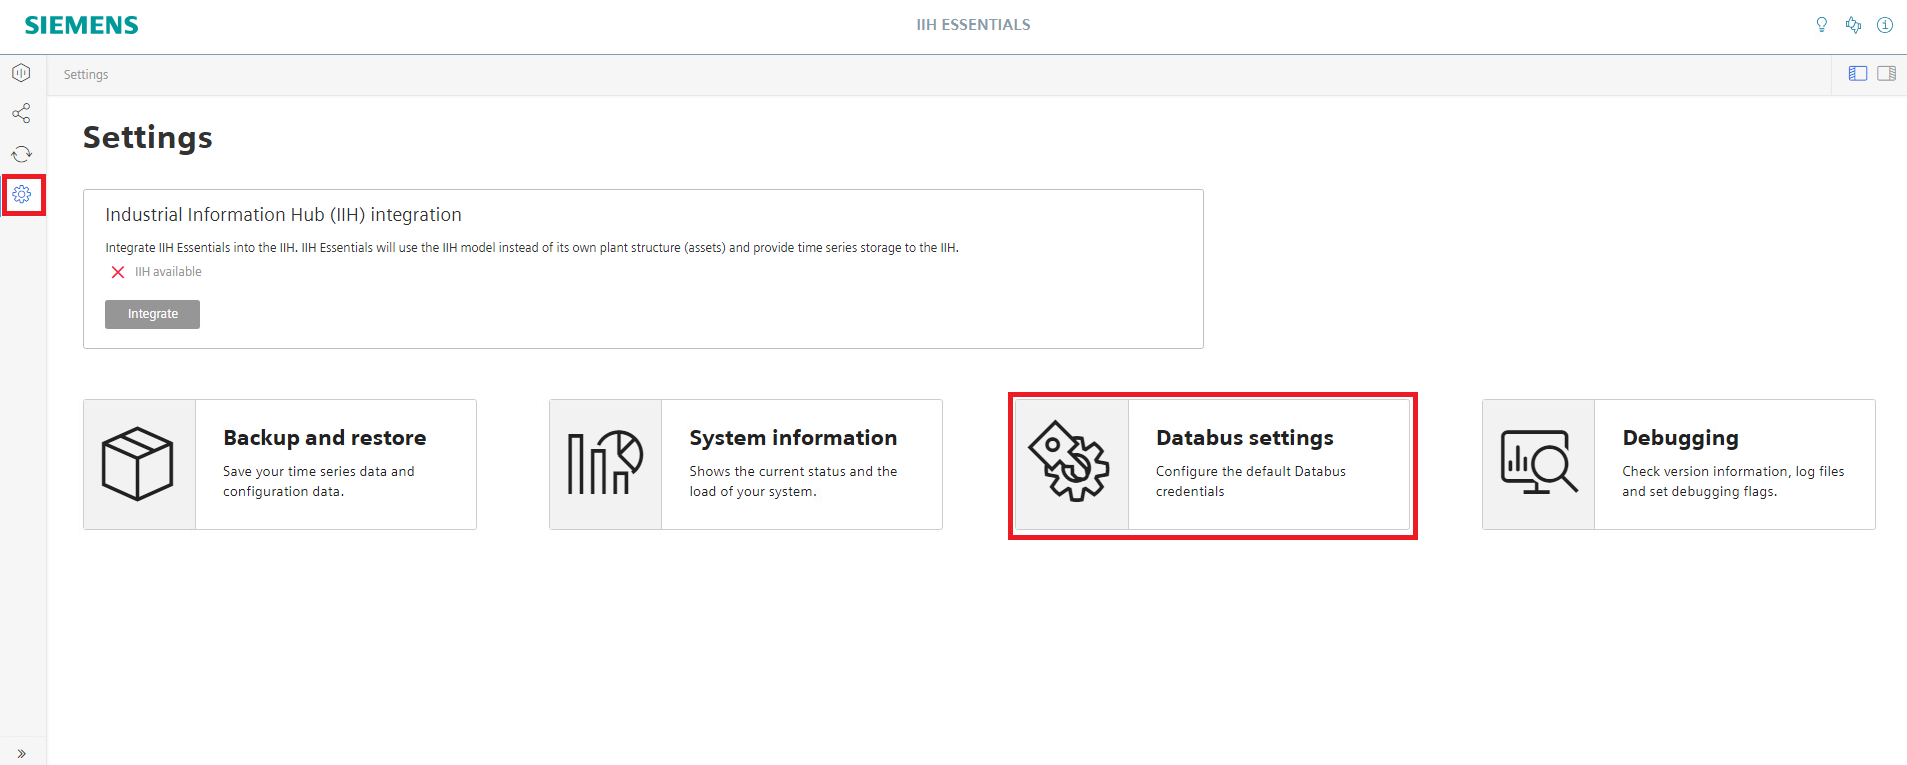 SIEMENS
IIH ESSENTIALS
Settings
Settings
Industrial Information Hub (IIH) integration
Integrate IIH Essentials into the IIH. IIH Essentials will use the IIH model instead of its own plant structure (assets) and provide time series storage to the IIH.
IIH available
Integrate
Backup and restore
Save your time series data and
configuration data.
System information
Shows the current status and the
load of your system.
Databus settings
Configure the default Databus
credentials
Debugging
Check version information, log files
and set debugging flags.